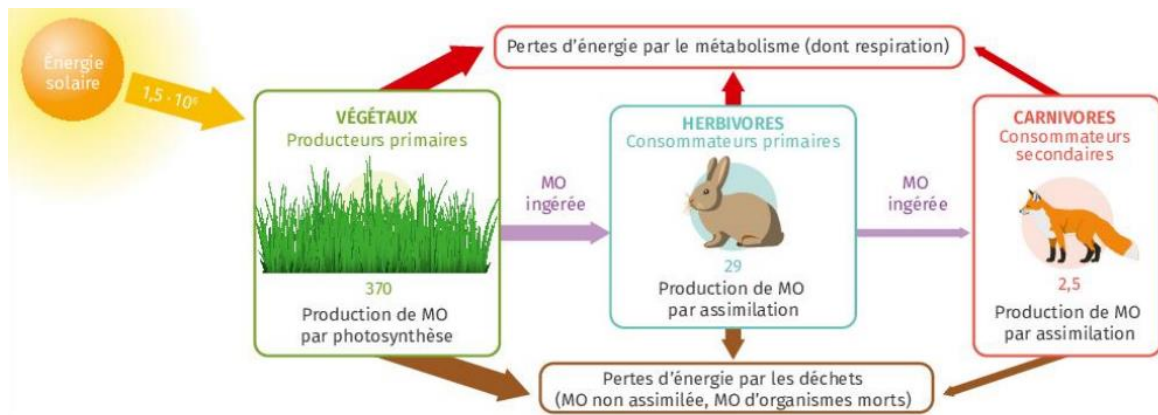 Énergie
solaire
1,5 · 10⁶
Pertes d'énergie par le métabolisme (dont respiration)
VÉGÉTAUX
Producteurs primaires
370
Production de MO
par photosynthèse
MO
ingérée
HERBIVORES
Consommateurs primaires
29
Production de MO
par assimilation
MO
ingérée
CARNIVORES
Consommateurs
secondaires
2,5
Production de MO
par assimilation
Pertes d'énergie par les déchets
(MO non assimilée, MO d'organismes morts)